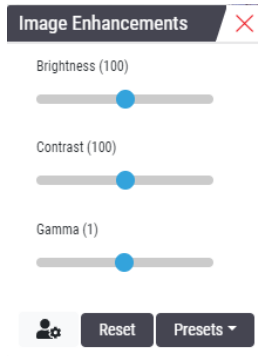 Image Enhancements
Brightness (100)
Contrast (100)
Gamma (1)
Reset Presets